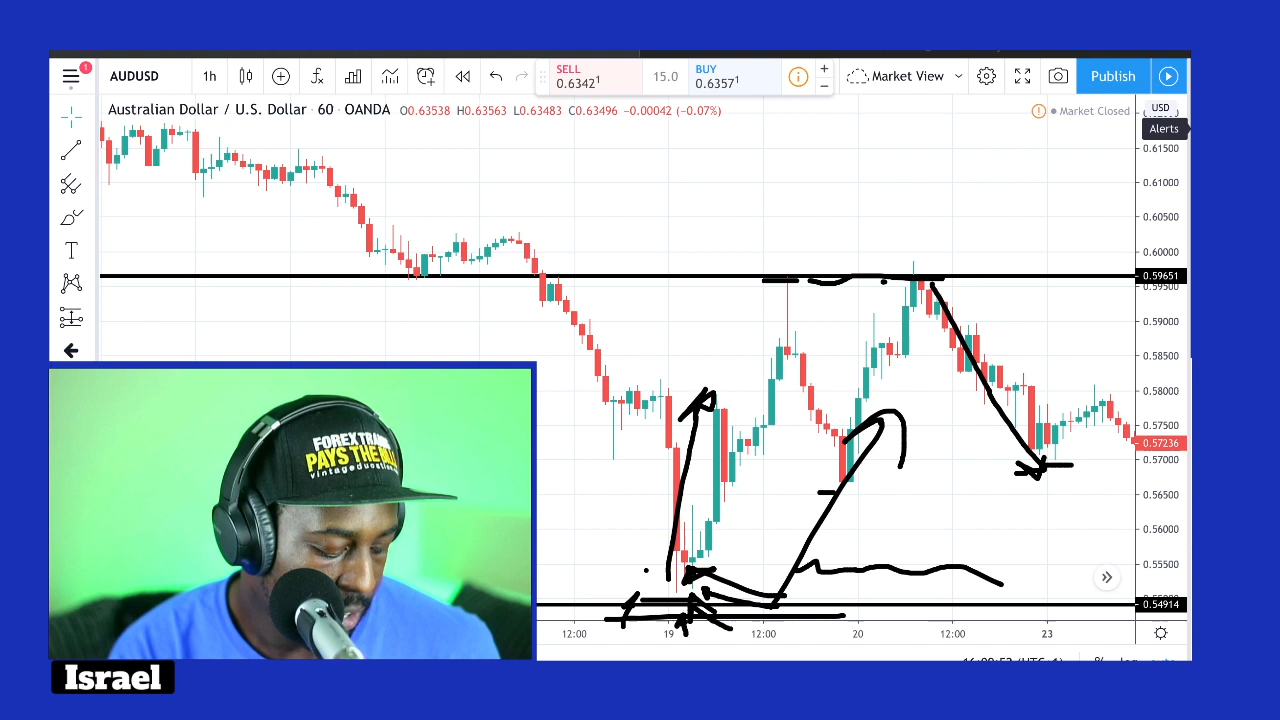 1
AUDUSD
1h
SELL
0.6342¹
15.0
BUY
0.6357¹
Market View
Publish
Australian Dollar / U.S. Dollar · 60 · OANDA O0.63538 H0.63563 L0.63483 C0.63496 −0.00042 (−0.07%)
Market Closed
USD
Alerts
0.61500
0.61000
0.60500
0.60000
0.59651
0.59500
0.59000
0.58500
0.58000
0.57500
0.57236
0.57000
0.56500
0.56000
0.55500
0.54914
12:00
19
12:00
20
12:00
23
FOREX TRADING
PAYS THE BILLS
Israel